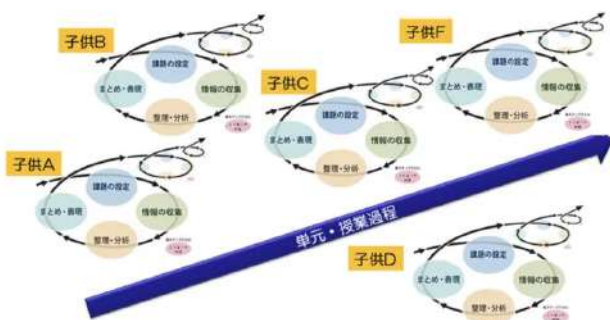 子供B
課題の設定
まとめ・表現
情報の収集
整理・分析
子供F
課題の設定
まとめ・表現
情報の収集
整理・分析
子供C
課題の設定
まとめ・表現
情報の収集
整理・分析
子供A
課題の設定
まとめ・表現
情報の収集
整理・分析
単元・授業過程
子供D
課題の設定
まとめ・表現
情報の収集
整理・分析